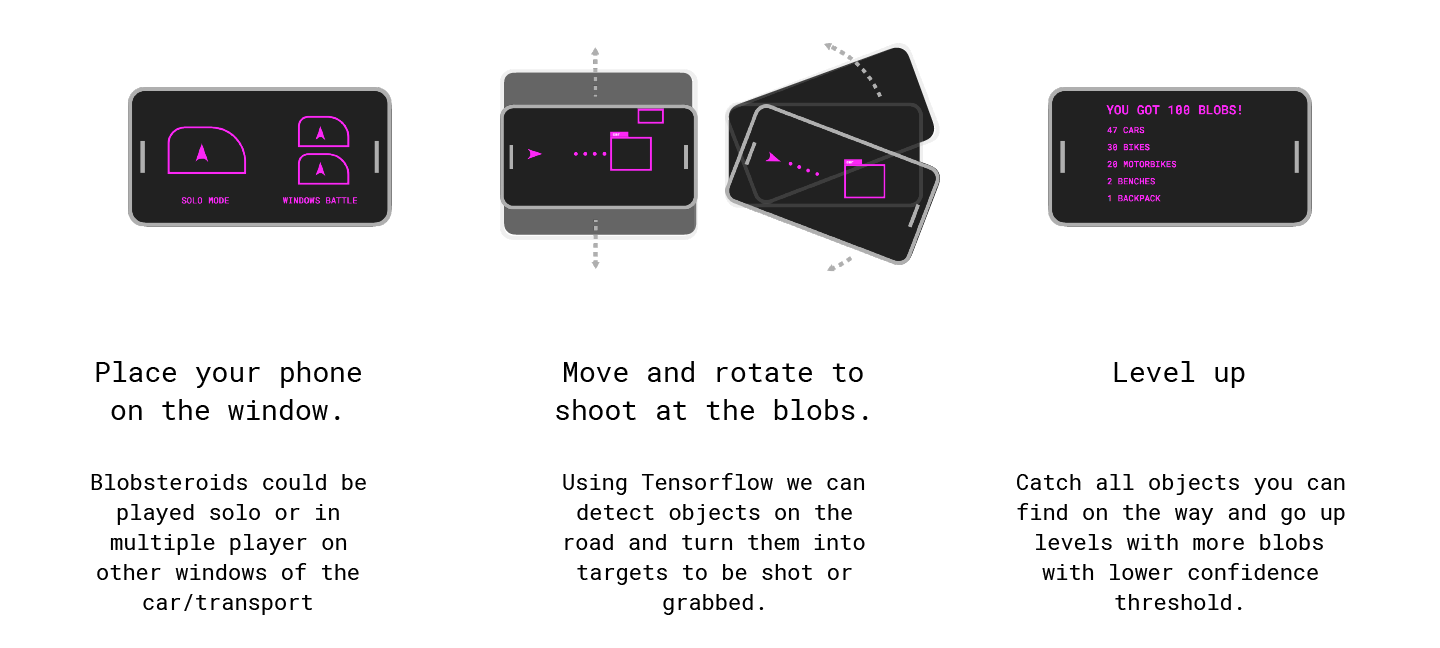 SOLO MODE
WINDOWS BATTLE
YOU GOT 100 BLOBS!
47 CARS
30 BIKES
20 MOTORBIKES
2 BENCHES
1 BACKPACK
Place your phone
on the window.
Blobsteroids could be
played solo or in
multiple player on
other windows of the
car/transport
Move and rotate to
shoot at the blobs.
Using Tensorflow we can
detect objects on the
road and turn them into
targets to be shot or
grabbed.
Level up
Catch all objects you can
find on the way and go up
levels with more blobs
with lower confidence
threshold.